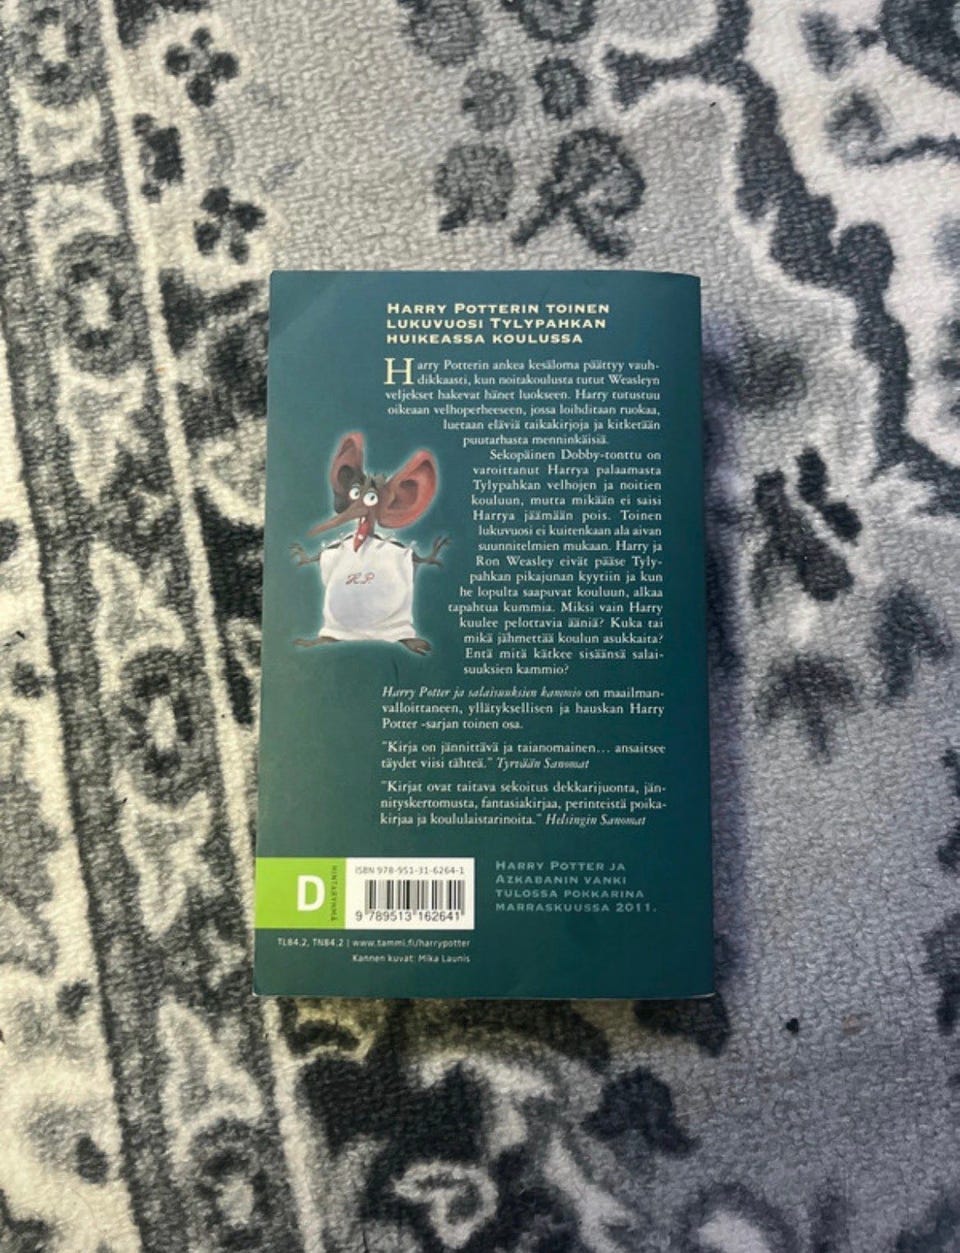 HARRY POTTERIN TOINEN
LUKUVUOSI TYLYPAHKAN
HUIKEASSA KOULUSSA
Harry Potterin ankea kesäloma päättyy vauh-
dikkaasti, kun noitakoulusta tutut Weasleyn
veljekset hakevat hänet luokseen. Harry tutustuu
oikeaan velhoperheeseen, jossa loihditaan ruokaa,
luetaan eläviä taikakirjoja ja kitketään
puutarhasta menninkäisiä.
Sekopäinen Dobby-tonttu on
varoittanut Harrya palaamasta
Tylypahkan velhojen ja noitien
kouluun, mutta mikään ei saisi
Harrya jäämään pois. Toinen
lukuvuosi ei kuitenkaan ala aivan
suunnitelmien mukaan. Harry ja
Ron Weasley eivät pääse Tyly-
pahkan pikajunan kyytiin ja kun
he lopulta saapuvat kouluun, alkaa
tapahtua kummia. Miksi vain Harry
kuulee pelottavia ääniä? Kuka tai
mikä jähmettää koulun asukkaita?
Entä mitä kätkee sisäänsä salai-
suuksien kammio?
H.P.
Harry Potter ja salaisuuksien kammio on maailman-
valloittaneen, yllätyksellisen ja hauskan Harry
Potter -sarjan toinen osa.
"Kirja on jännittävä ja taianomainen... ansaitsee
täydet viisi tähteä." Tyrvään Sanomat
"Kirjat ovat taitava sekoitus dekkarijuonta, jän-
nityskertomusta, fantasiakirjaa, perinteistä poika-
kirjaa ja koululaistarinoita." Helsingin Sanomat
D
HINTARYHMÄ
ISBN 978-951-31-6264-1
9 789513 162641
HARRY POTTER JA
AZKABANIN VANKI
TULOSSA POKKARINA
MARRASKUUSSA 2011.
TL84.2, TN84.2 | www.tammi.fi/harrypotter
Kannen kuvat: Mika Launis